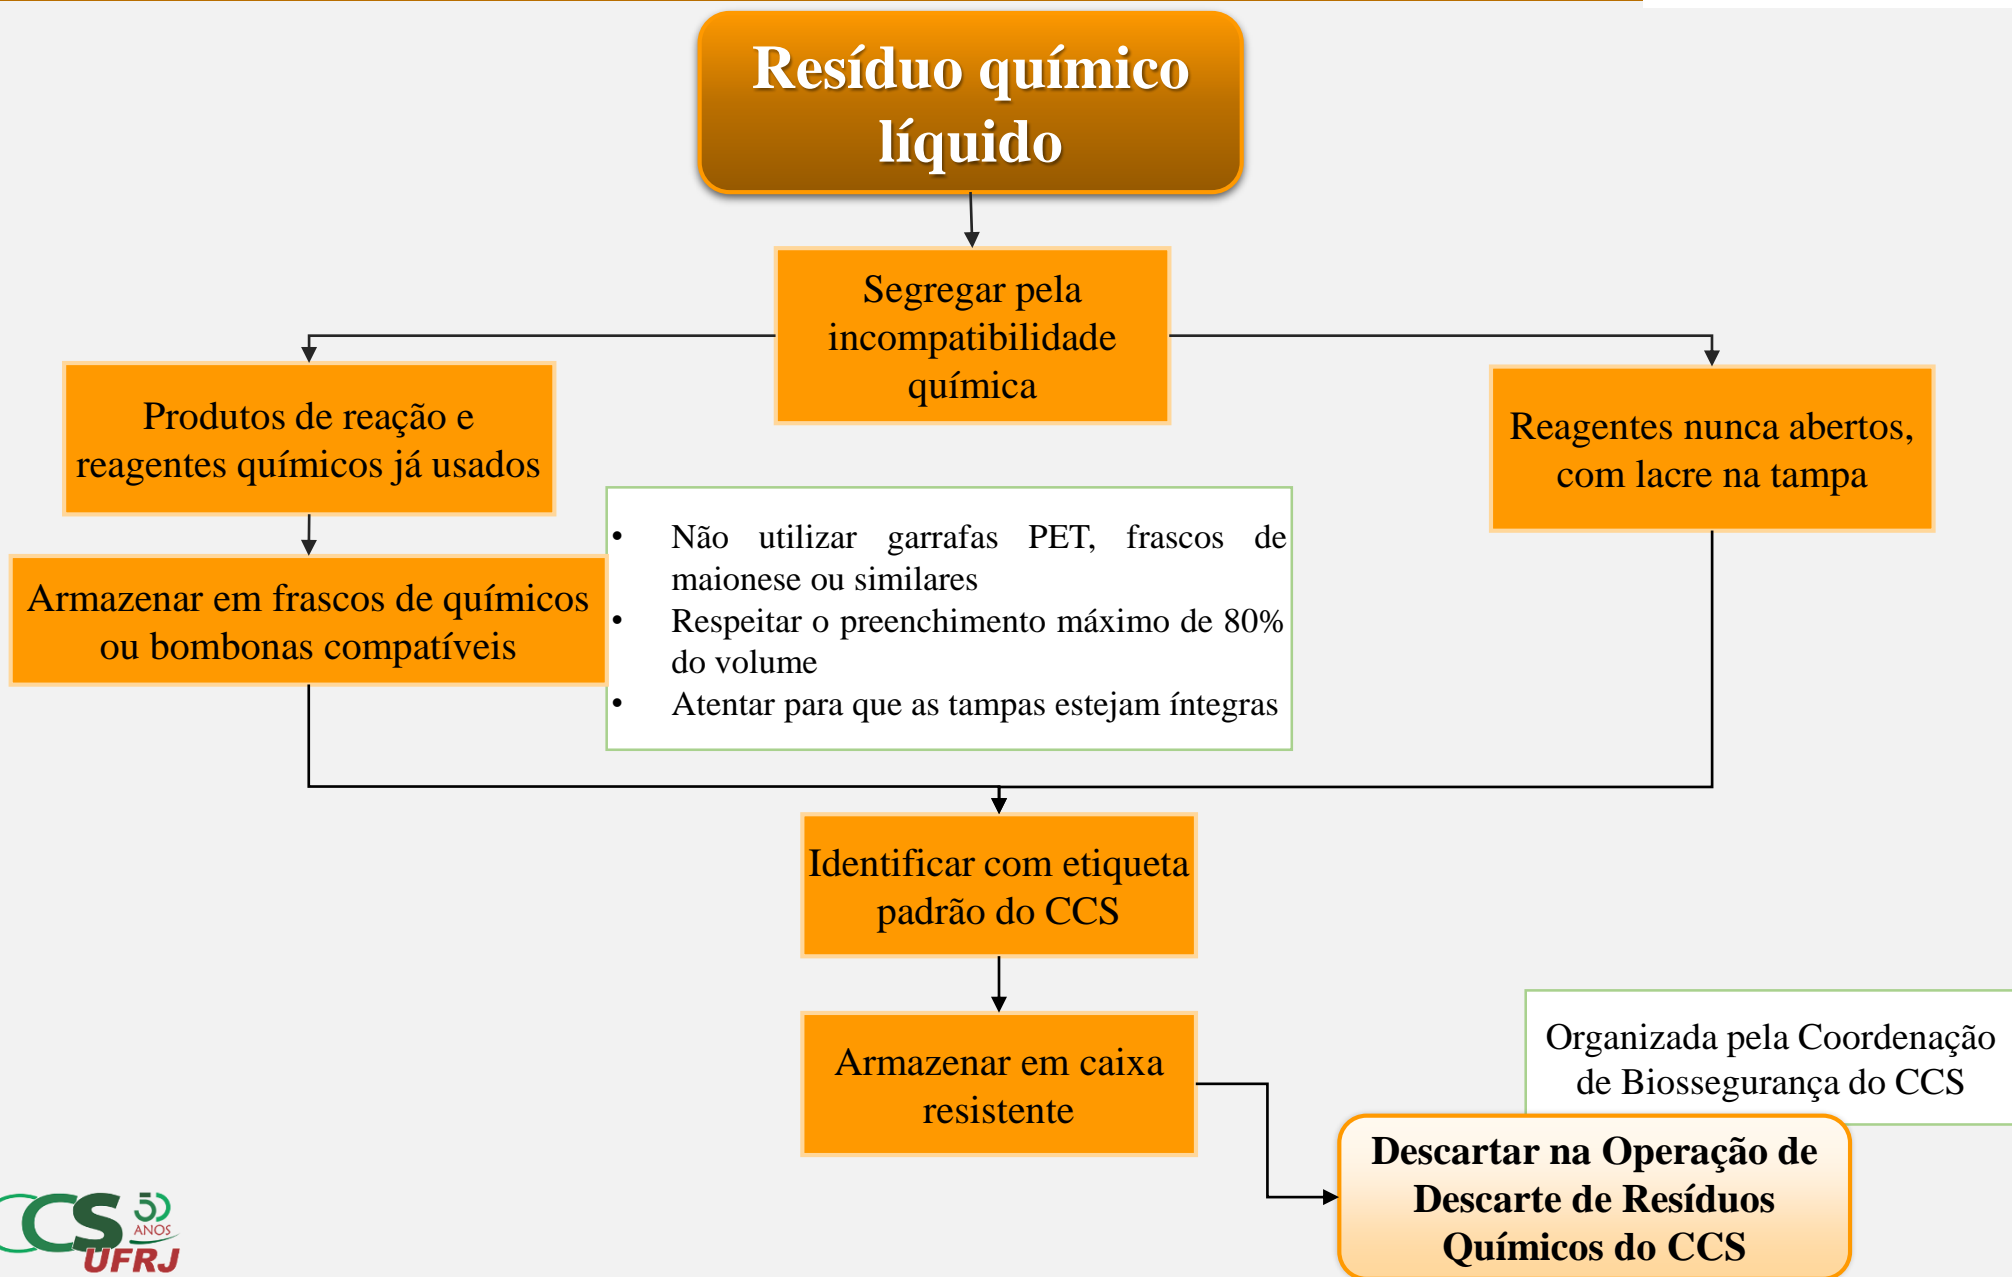 Resíduo químico
líquido
Segregar pela
incompatibilidade
química
Produtos de reação e
reagentes químicos já usados
Reagentes nunca abertos,
com lacre na tampa
Armazenar em frascos de químicos
ou bombonas compatíveis
• Não utilizar garrafas PET, frascos de
maionese ou similares
• Respeitar o preenchimento máximo de 80%
do volume
• Atentar para que as tampas estejam íntegras
Identificar com etiqueta
padrão do CCS
Armazenar em caixa
resistente
Organizada pela Coordenação
de Biossegurança do CCS
Descartar na Operação de
Descarte de Resíduos
Químicos do CCS
CCS 50
ANOS
UFRJ